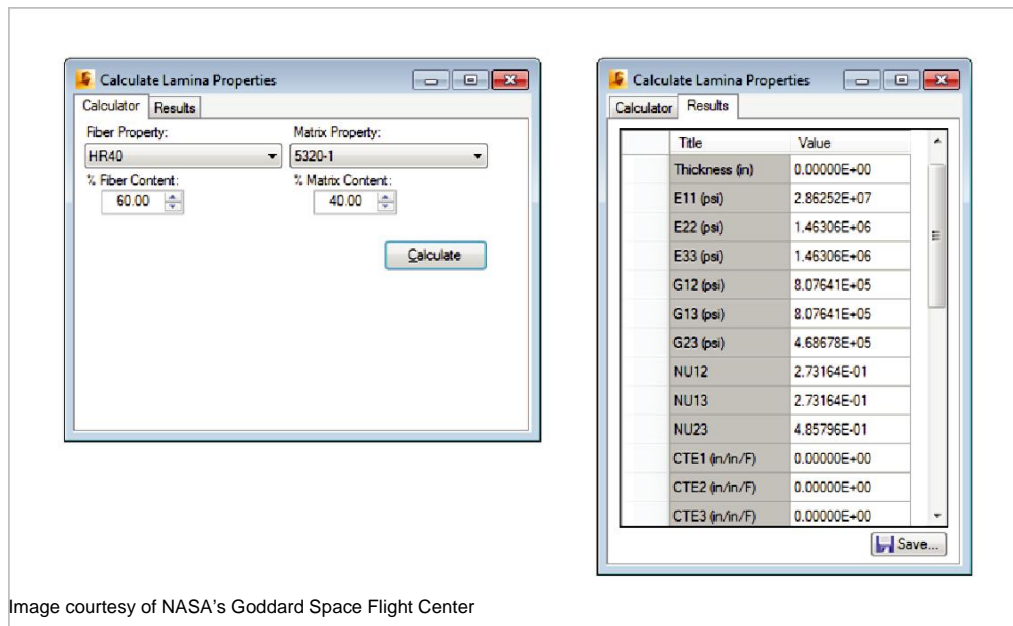 Calculate Lamina Properties
Calculator Results
Fiber Property: Matrix Property:
HR40 5320-1
% Fiber Content: % Matrix Content:
60.00 40.00
Calculate
Calculate Lamina Properties
Calculator Results
Title Value
Thickness (in) 0.00000E+00
E11 (psi) 2.86252E+07
E22 (psi) 1.46306E+06
E33 (psi) 1.46306E+06
G12 (psi) 8.07641E+05
G13 (psi) 8.07641E+05
G23 (psi) 4.68678E+05
NU12 2.73164E-01
NU13 2.73164E-01
NU23 4.85796E-01
CTE1 (in/in/F) 0.00000E+00
CTE2 (in/in/F) 0.00000E+00
CTE3 (in/in/F) 0.00000E+00
Save...
Image courtesy of NASA's Goddard Space Flight Center